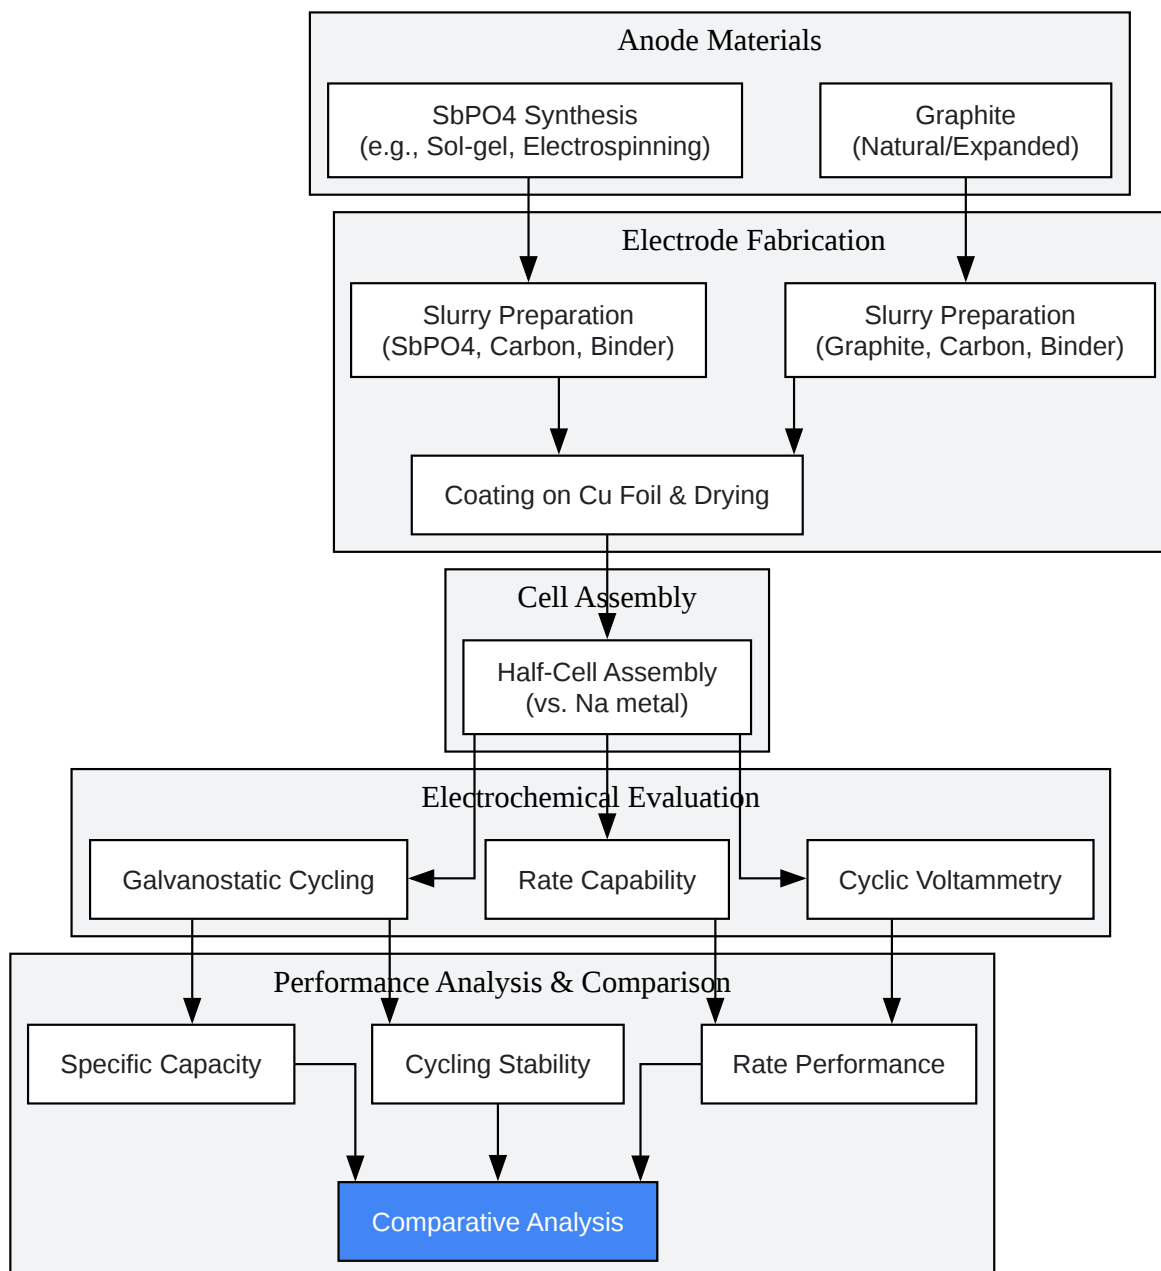 Anode Materials
SbPO4 Synthesis
(e.g., Sol-gel, Electrospinning)
Graphite
(Natural/Expanded)
Electrode Fabrication
Slurry Preparation
(SbPO4, Carbon, Binder)
Slurry Preparation
(Graphite, Carbon, Binder)
Coating on Cu Foil & Drying
Cell Assembly
Half-Cell Assembly
(vs. Na metal)
Electrochemical Evaluation
Galvanostatic Cycling
Rate Capability
Cyclic Voltammetry
Performance Analysis & Comparison
Specific Capacity
Cycling Stability
Rate Performance
Comparative Analysis